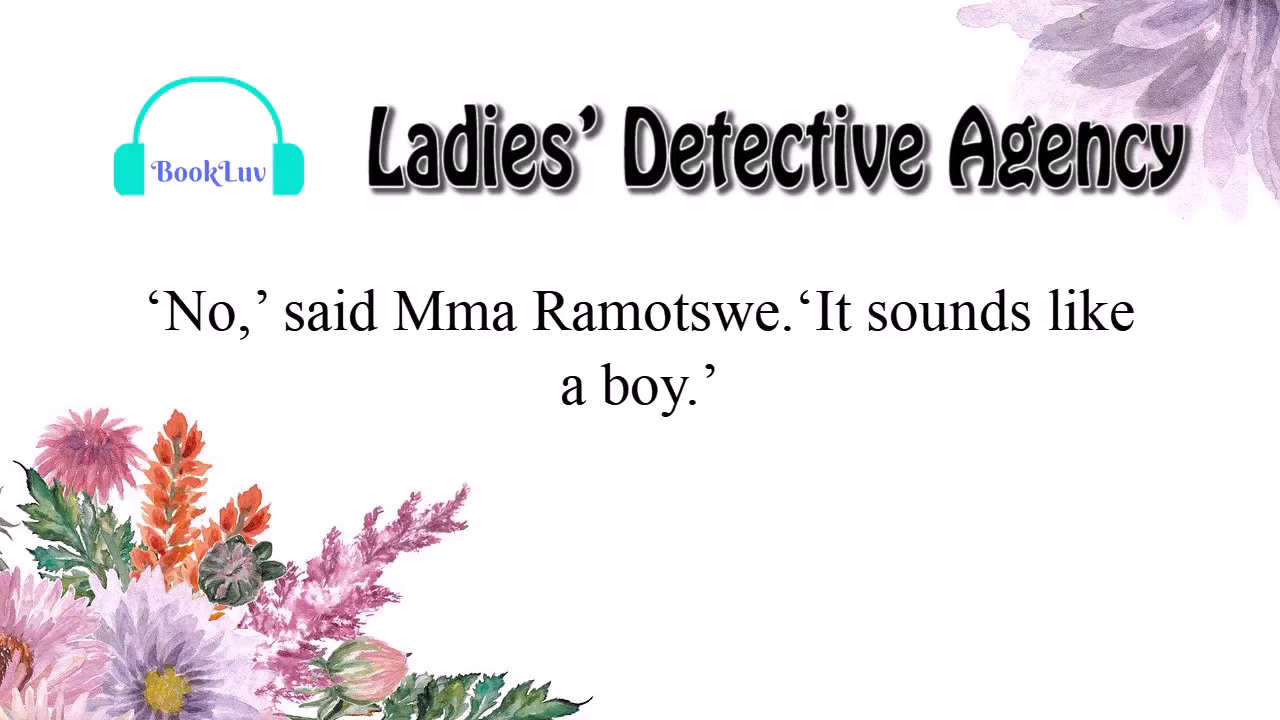 BookLuv
Ladies’ Detective Agency
‘No,’ said Mma Ramotswe.‘It sounds like
a boy.’